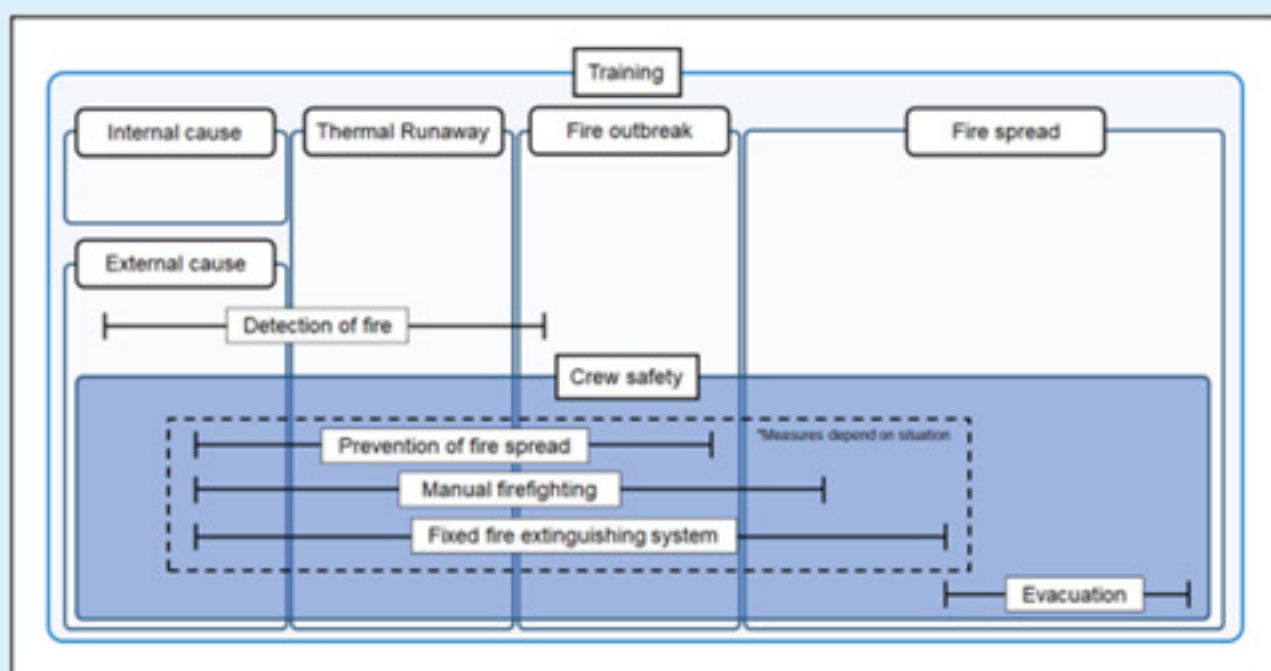 Training
Internal cause
Thermal Runaway
Fire outbreak
Fire spread
External cause
Detection of fire
Crew safety
Prevention of fire spread
*Measures depend on situation
Manual firefighting
Fixed fire extinguishing system
Evacuation